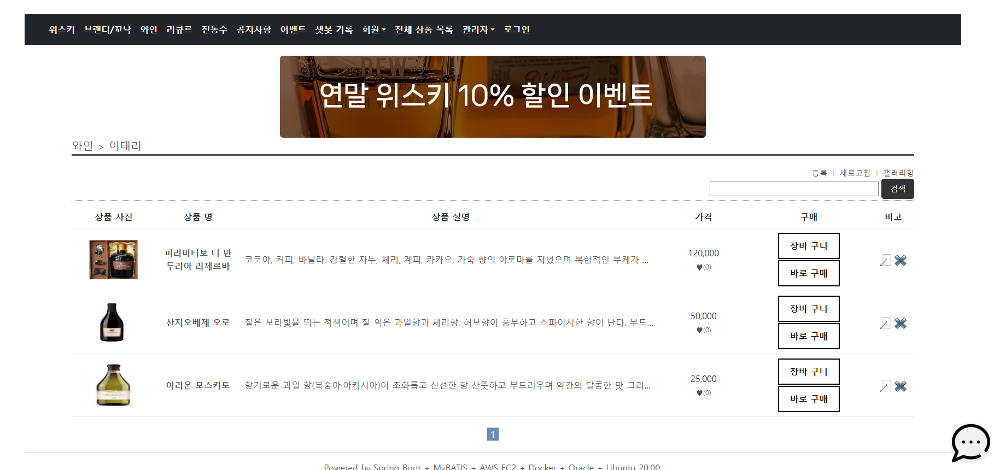 위스키 브랜디/꼬냑 와인 리큐르 전통주 공지사항 이벤트 챗봇 기록 회원 전체 상품 목록 관리자 로그인
DEW
연말 위스키 10% 할인 이벤트
와인 > 이태리
등록 | 새로고침 | 갤러리형
검색
상품 사진 상품 명 상품 설명 가격 구매 비고
피리미티보 디 만
두리아 리제르바
코코아, 커피, 바닐라, 강렬한 자두, 체리, 계피, 카카오, 가죽 향의 아로마를 지녔으며 복합적인 부케가 ...
120,000
♥(0)
장바 구니
바로 구매
산지오베제 오로
짙은 보라빛을 띄는 적색이며 잘 익은 과일향과 체리향, 허브향이 풍부하고 스파이시한 향이 난다. 부드...
50,000
♥(0)
장바 구니
바로 구매
아리온 모스카토
향기로운 과일 향(복숭아·아카시아)이 조화롭고 신선한 향 산뜻하고 부드러우며 약간의 달콤한 맛 그리...
25,000
♥(0)
장바 구니
바로 구매
1
Powered by Spring Boot + MyBATIS + AWS EC2 + Docker + Oracle + Ubuntu 20.00